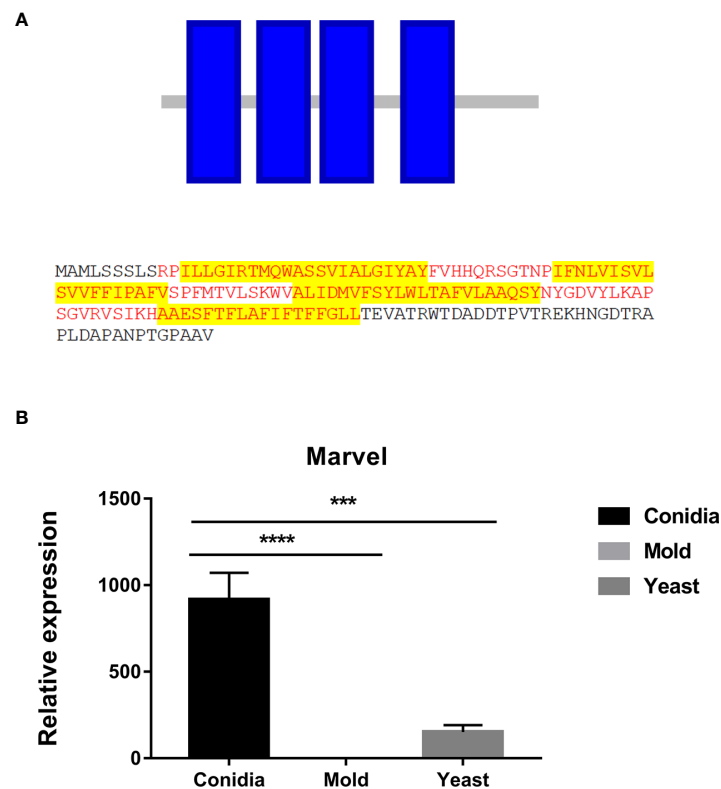 A
MAMLSSSLSRPILLGIRTMQWASSVIALGIYAYFVHHQRSGTNPIFNLVISVL
SVVFFIPAFVSPFMTVLSKWVALIDMVFSYLWLTAFVLAAQSYNYGDVYLKAP
SGVRVSIKHAAESFTFLAFIFTFFGLLTEVATRWTDADDTPVTREKHNGDTRA
PLDAPANPTGPAAV
B
Marvel
Relative expression
1500
1000
500
0
***
****
Conidia
Mold
Yeast
Conidia
Mold
Yeast